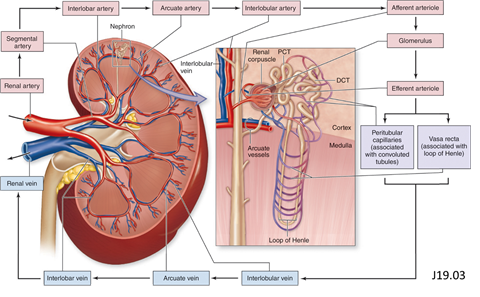 Interlobar artery
Arcuate artery
Interlobular artery
Afferent arteriole
Nephron
Segmental
artery
Interlobular
vein
Renal
corpuscle
PCT
Glomerulus
DCT
Renal artery
Efferent arteriole
Cortex
Medulla
Peritubular
capillaries
(associated
with convoluted
tubules)
Vasa recta
(associated with
loop of Henle)
Arcuate
vessels
Renal vein
Loop of Henle
Interlobar vein
Arcuate vein
Interlobular vein
J19.03